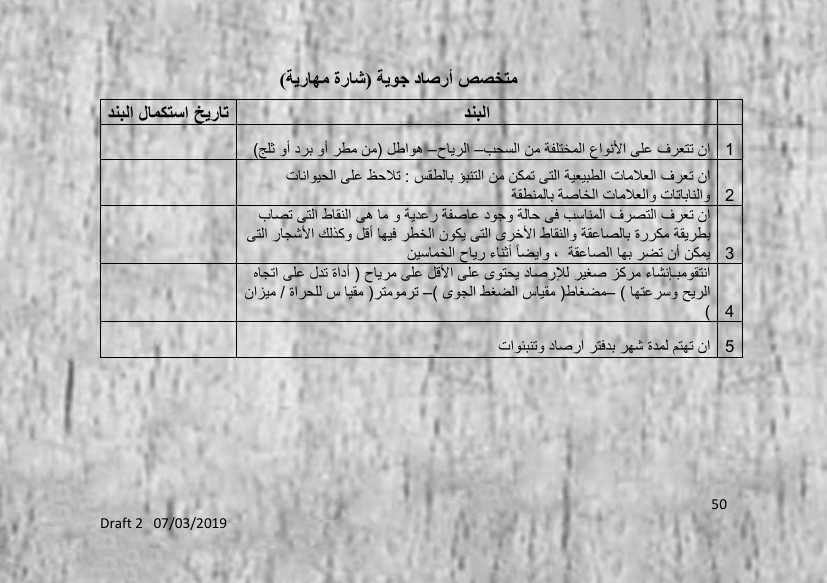 متخصص أرصاد جوية (شارة مهارية)
البند تاريخ استكمال البند
1 ان تتعرف على الأنواع المختلفة من السحب– الرياح– هواطل (من مطر أو برد أو ثلج)
ان تعرف العلامات الطبيعية التى تمكن من التنبؤ بالطقس : تلاحظ على الحيوانات
2 والناباتات والعلامات الخاصة بالمنطقة
ان تعرف التصرف المناسب فى حالة وجود عاصفة رعدية و ما هى النقاط التى تصاب
بطريقة مكررة بالصاعقة والنقاط الأخرى التى يكون الخطر فيها أقل وكذلك الأشجار التى
3 يمكن أن تضر بها الصاعقة ، وايضاً أثناء رياح الخماسين
انتقومبإنشاء مركز صغير للإرصاد يحتوى على الأقل على مرياح ( أداة تدل على اتجاه
الريح وسرعتها ) –مضغاط( مقياس الضغط الجوى )– ترمومتر( مقيا س للحراة / ميزان
4 )
5 ان تهتم لمدة شهر بدفتر ارصاد وتنبئوات
50
Draft 2 07/03/2019